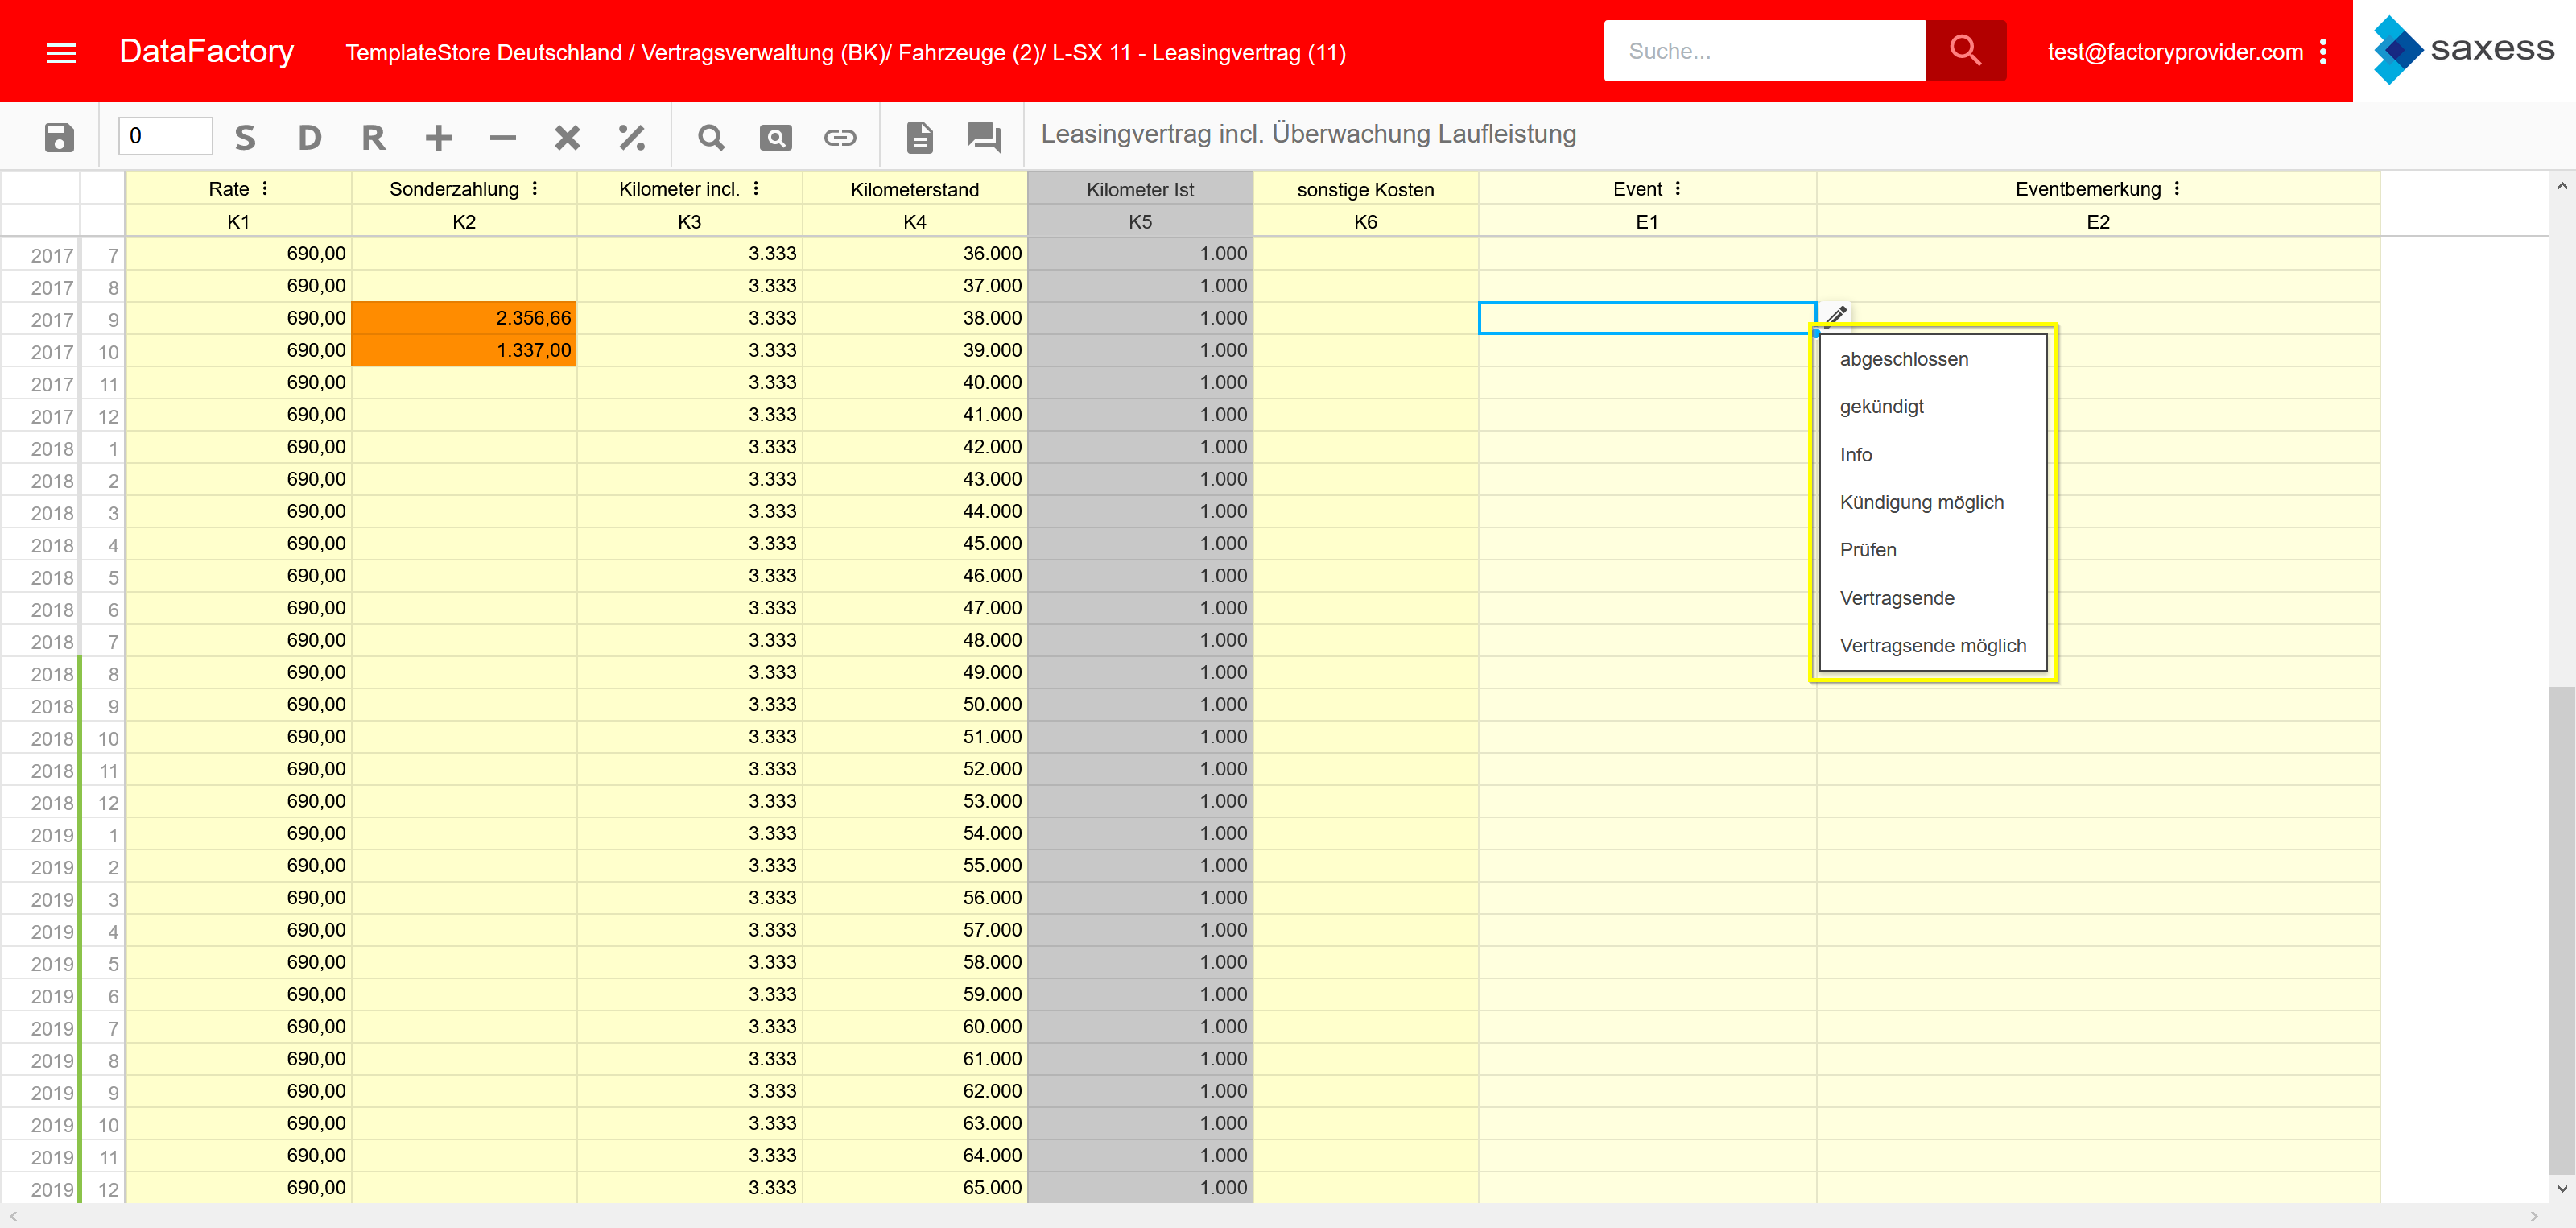 DataFactory TemplateStore Deutschland / Vertragsverwaltung (BK)/ Fahrzeuge (2)/ L-SX 11 - Leasingvertrag (11) Suche... test@factoryprovider.com saxess
0 S D R Leasingvertrag incl. Überwachung Laufleistung
Rate Sonderzahlung Kilometer incl. Kilometerstand Kilometer Ist sonstige Kosten Event Eventbemerkung
K1 K2 K3 K4 K5 K6 E1 E2
2017 7 690,00 3.333 36.000 1.000
2017 8 690,00 3.333 37.000 1.000
2017 9 690,00 2.356,66 3.333 38.000 1.000
2017 10 690,00 1.337,00 3.333 39.000 1.000
2017 11 690,00 3.333 40.000 1.000
2017 12 690,00 3.333 41.000 1.000
2018 1 690,00 3.333 42.000 1.000
2018 2 690,00 3.333 43.000 1.000
2018 3 690,00 3.333 44.000 1.000
2018 4 690,00 3.333 45.000 1.000
2018 5 690,00 3.333 46.000 1.000
2018 6 690,00 3.333 47.000 1.000
2018 7 690,00 3.333 48.000 1.000
2018 8 690,00 3.333 49.000 1.000
2018 9 690,00 3.333 50.000 1.000
2018 10 690,00 3.333 51.000 1.000
2018 11 690,00 3.333 52.000 1.000
2018 12 690,00 3.333 53.000 1.000
2019 1 690,00 3.333 54.000 1.000
2019 2 690,00 3.333 55.000 1.000
2019 3 690,00 3.333 56.000 1.000
2019 4 690,00 3.333 57.000 1.000
2019 5 690,00 3.333 58.000 1.000
2019 6 690,00 3.333 59.000 1.000
2019 7 690,00 3.333 60.000 1.000
2019 8 690,00 3.333 61.000 1.000
2019 9 690,00 3.333 62.000 1.000
2019 10 690,00 3.333 63.000 1.000
2019 11 690,00 3.333 64.000 1.000
2019 12 690,00 3.333 65.000 1.000
abgeschlossen
gekündigt
Info
Kündigung möglich
Prüfen
Vertragsende
Vertragsende möglich